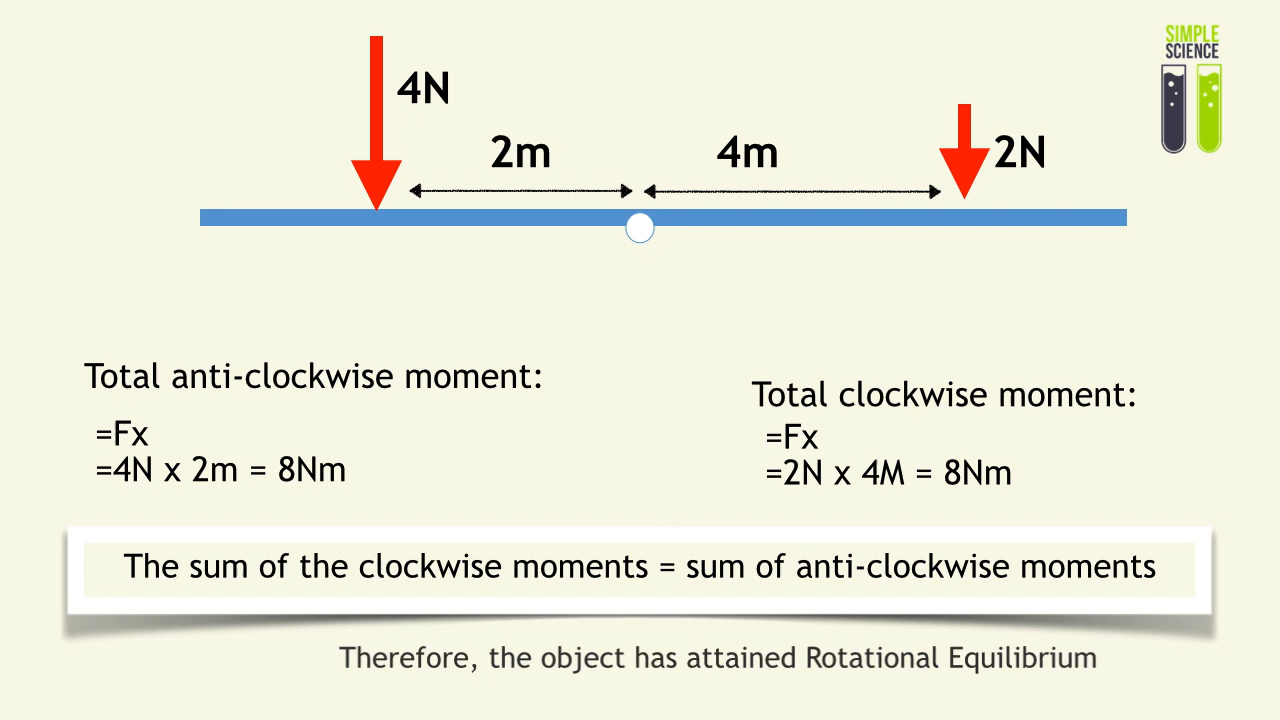 SIMPLE
SCIENCE
4N
2m
4m
2N
Total anti-clockwise moment:
=Fx
=4N x 2m = 8Nm
Total clockwise moment:
=Fx
=2N x 4M = 8Nm
The sum of the clockwise moments = sum of anti-clockwise moments
Therefore, the object has attained Rotational Equilibrium